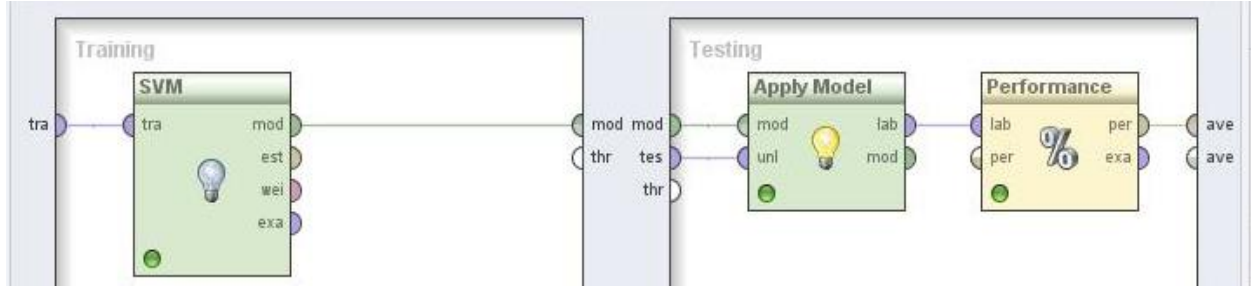 Training
Testing
SVM
Apply Model
Performance
tra
tra
mod
mod
mod
mod
lab
lab
per
ave
est
thr
tes
unl
mod
per
exa
ave
wei
thr
exa
%